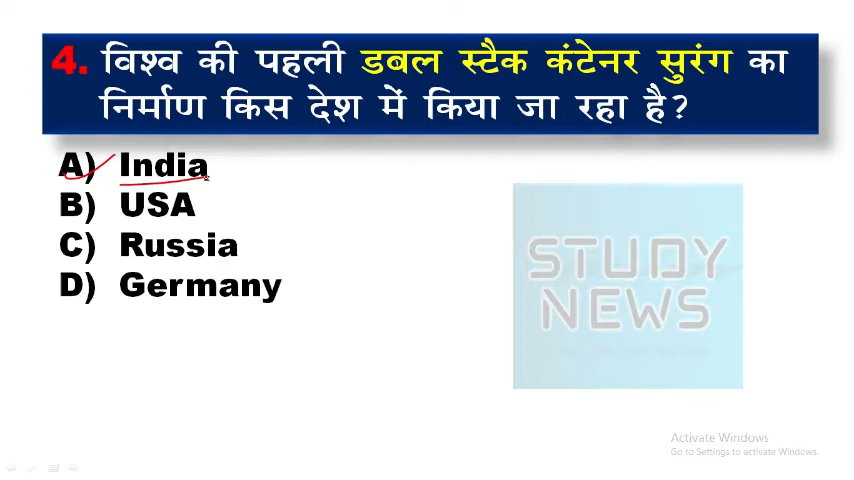 4. विश्व की पहली डबल स्टैक कंटेनर सुरंग का
निर्माण किस देश में किया जा रहा है?
A) India
B) USA
C) Russia
D) Germany
STUDY
NEWS
Activate Windows
Go to Settings to activate Windows.